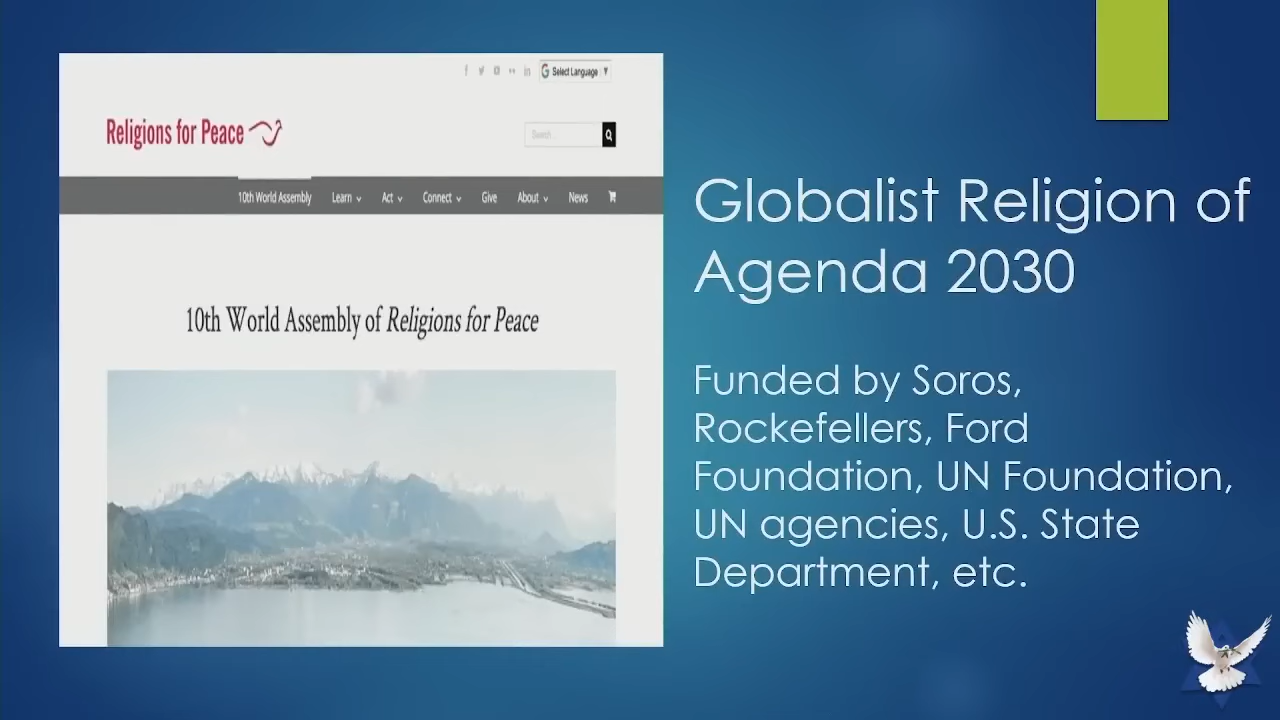 Select Language
Religions for Peace
Search...
10th World Assembly Learn Act Connect Give About News
10th World Assembly of Religions for Peace
Globalist Religion of
Agenda 2030
Funded by Soros,
Rockefellers, Ford
Foundation, UN Foundation,
UN agencies, U.S. State
Department, etc.